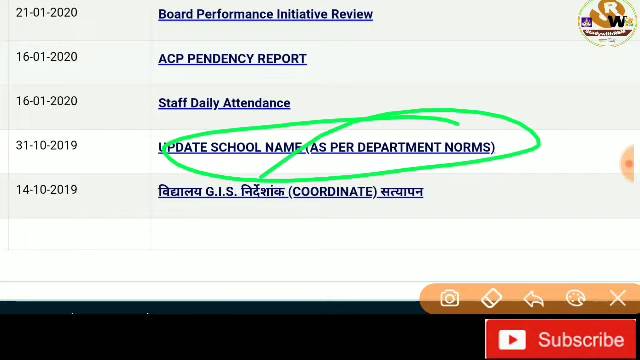 21-01-2020 Board Performance Initiative Review
16-01-2020 ACP PENDENCY REPORT
16-01-2020 Staff Daily Attendance
31-10-2019 UPDATE SCHOOL NAME (AS PER DEPARTMENT NORMS)
14-10-2019 विद्यालय G.I.S. निर्देशांक (COORDINATE) सत्यापन
Subscribe